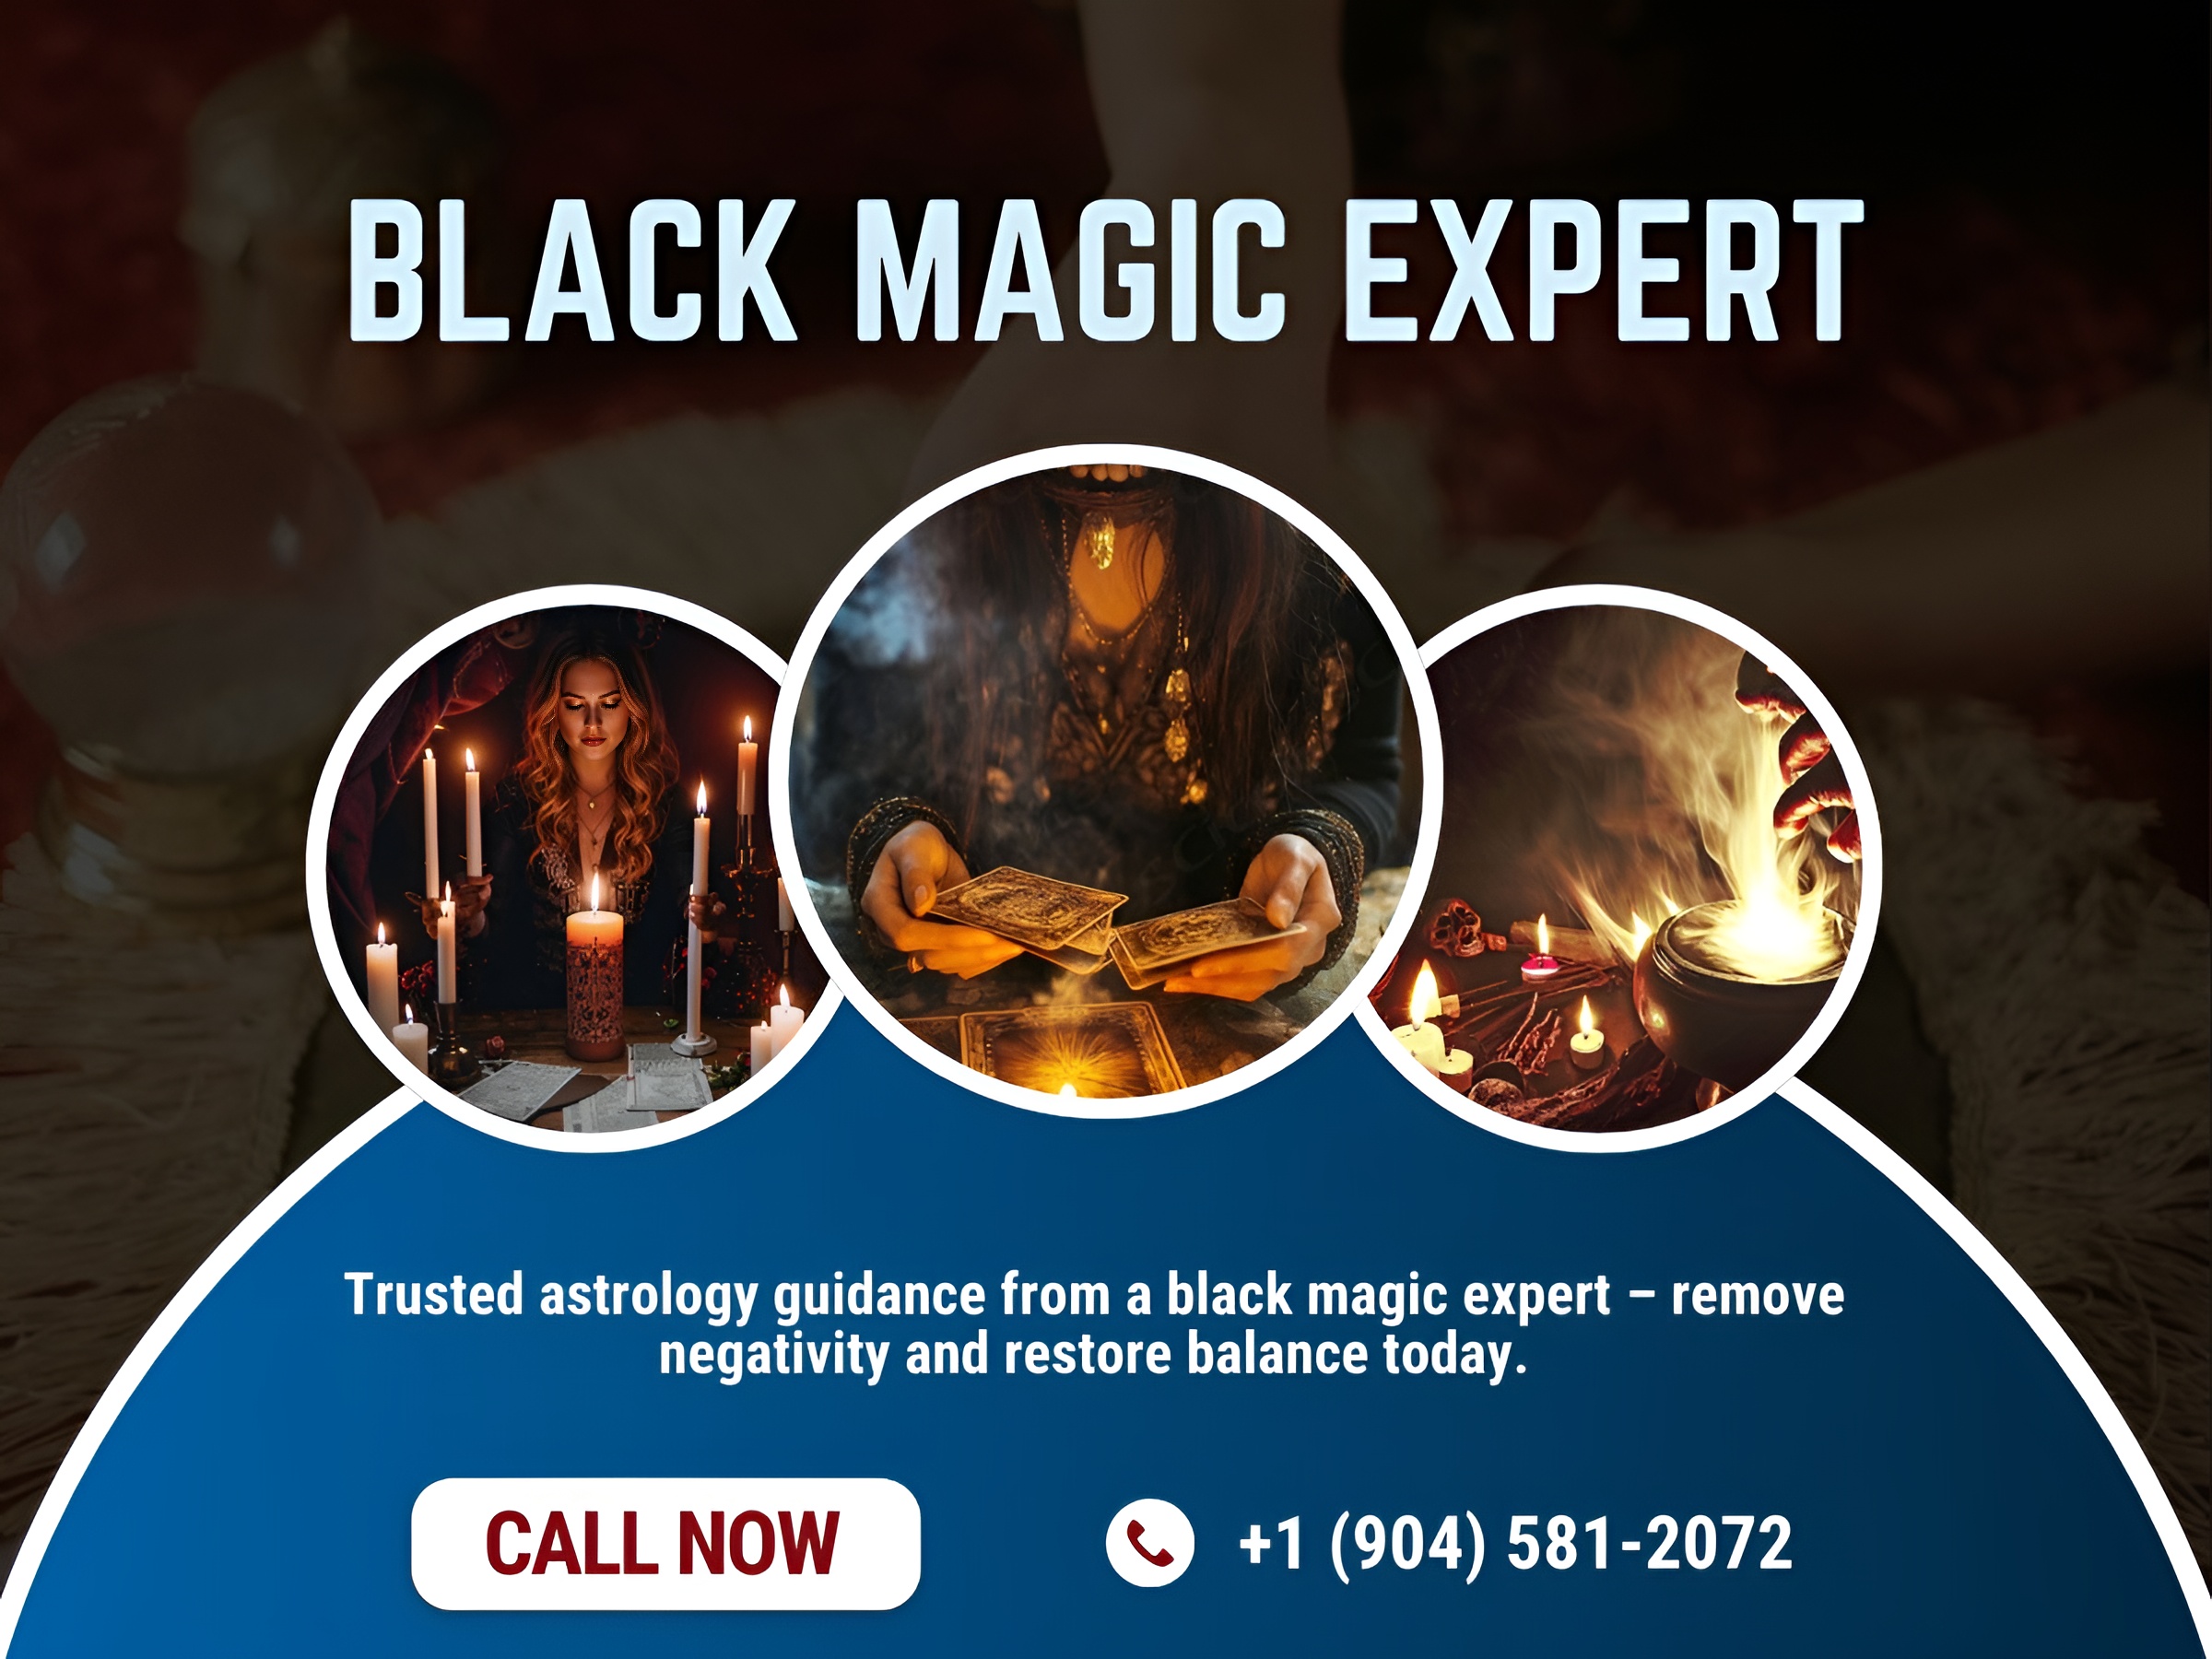 BLACK MAGIC EXPERT
Trusted astrology guidance from a black magic expert – remove
negativity and restore balance today.
CALL NOW
+1 (904) 581-2072